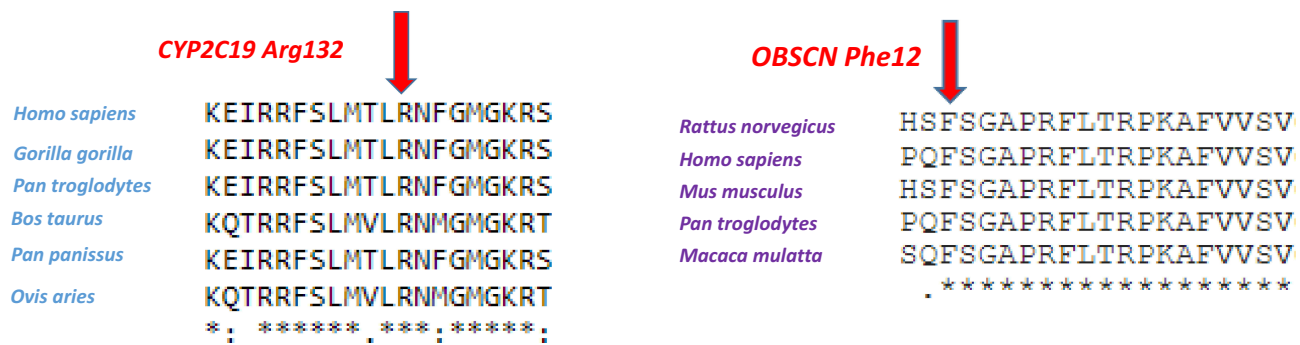 CYP2C19 Arg132
Homo sapiens KEIRRFSLMTLRNFGMGKRS
Gorilla gorilla KEIRRFSLMTLRNFGMGKRS
Pan troglodytes KEIRRFSLMTLRNFGMGKRS
Bos taurus KQTRRFSLMVLRNMGMGKRT
Pan panissus KEIRRFSLMTLRNFGMGKRS
Ovis aries KQTRRFSLMVLRNMGMGKRT
*: ******.***:*****:
OBSCN Phe12
Rattus norvegicus HSFSGAPRFLTRPKAFVVSV
Homo sapiens PQFSGAPRFLTRPKAFVVSV
Mus musculus HSFSGAPRFLTRPKAFVVSV
Pan troglodytes PQFSGAPRFLTRPKAFVVSV
Macaca mulatta SQFSGAPRFLTRPKAFVVSV
.******************